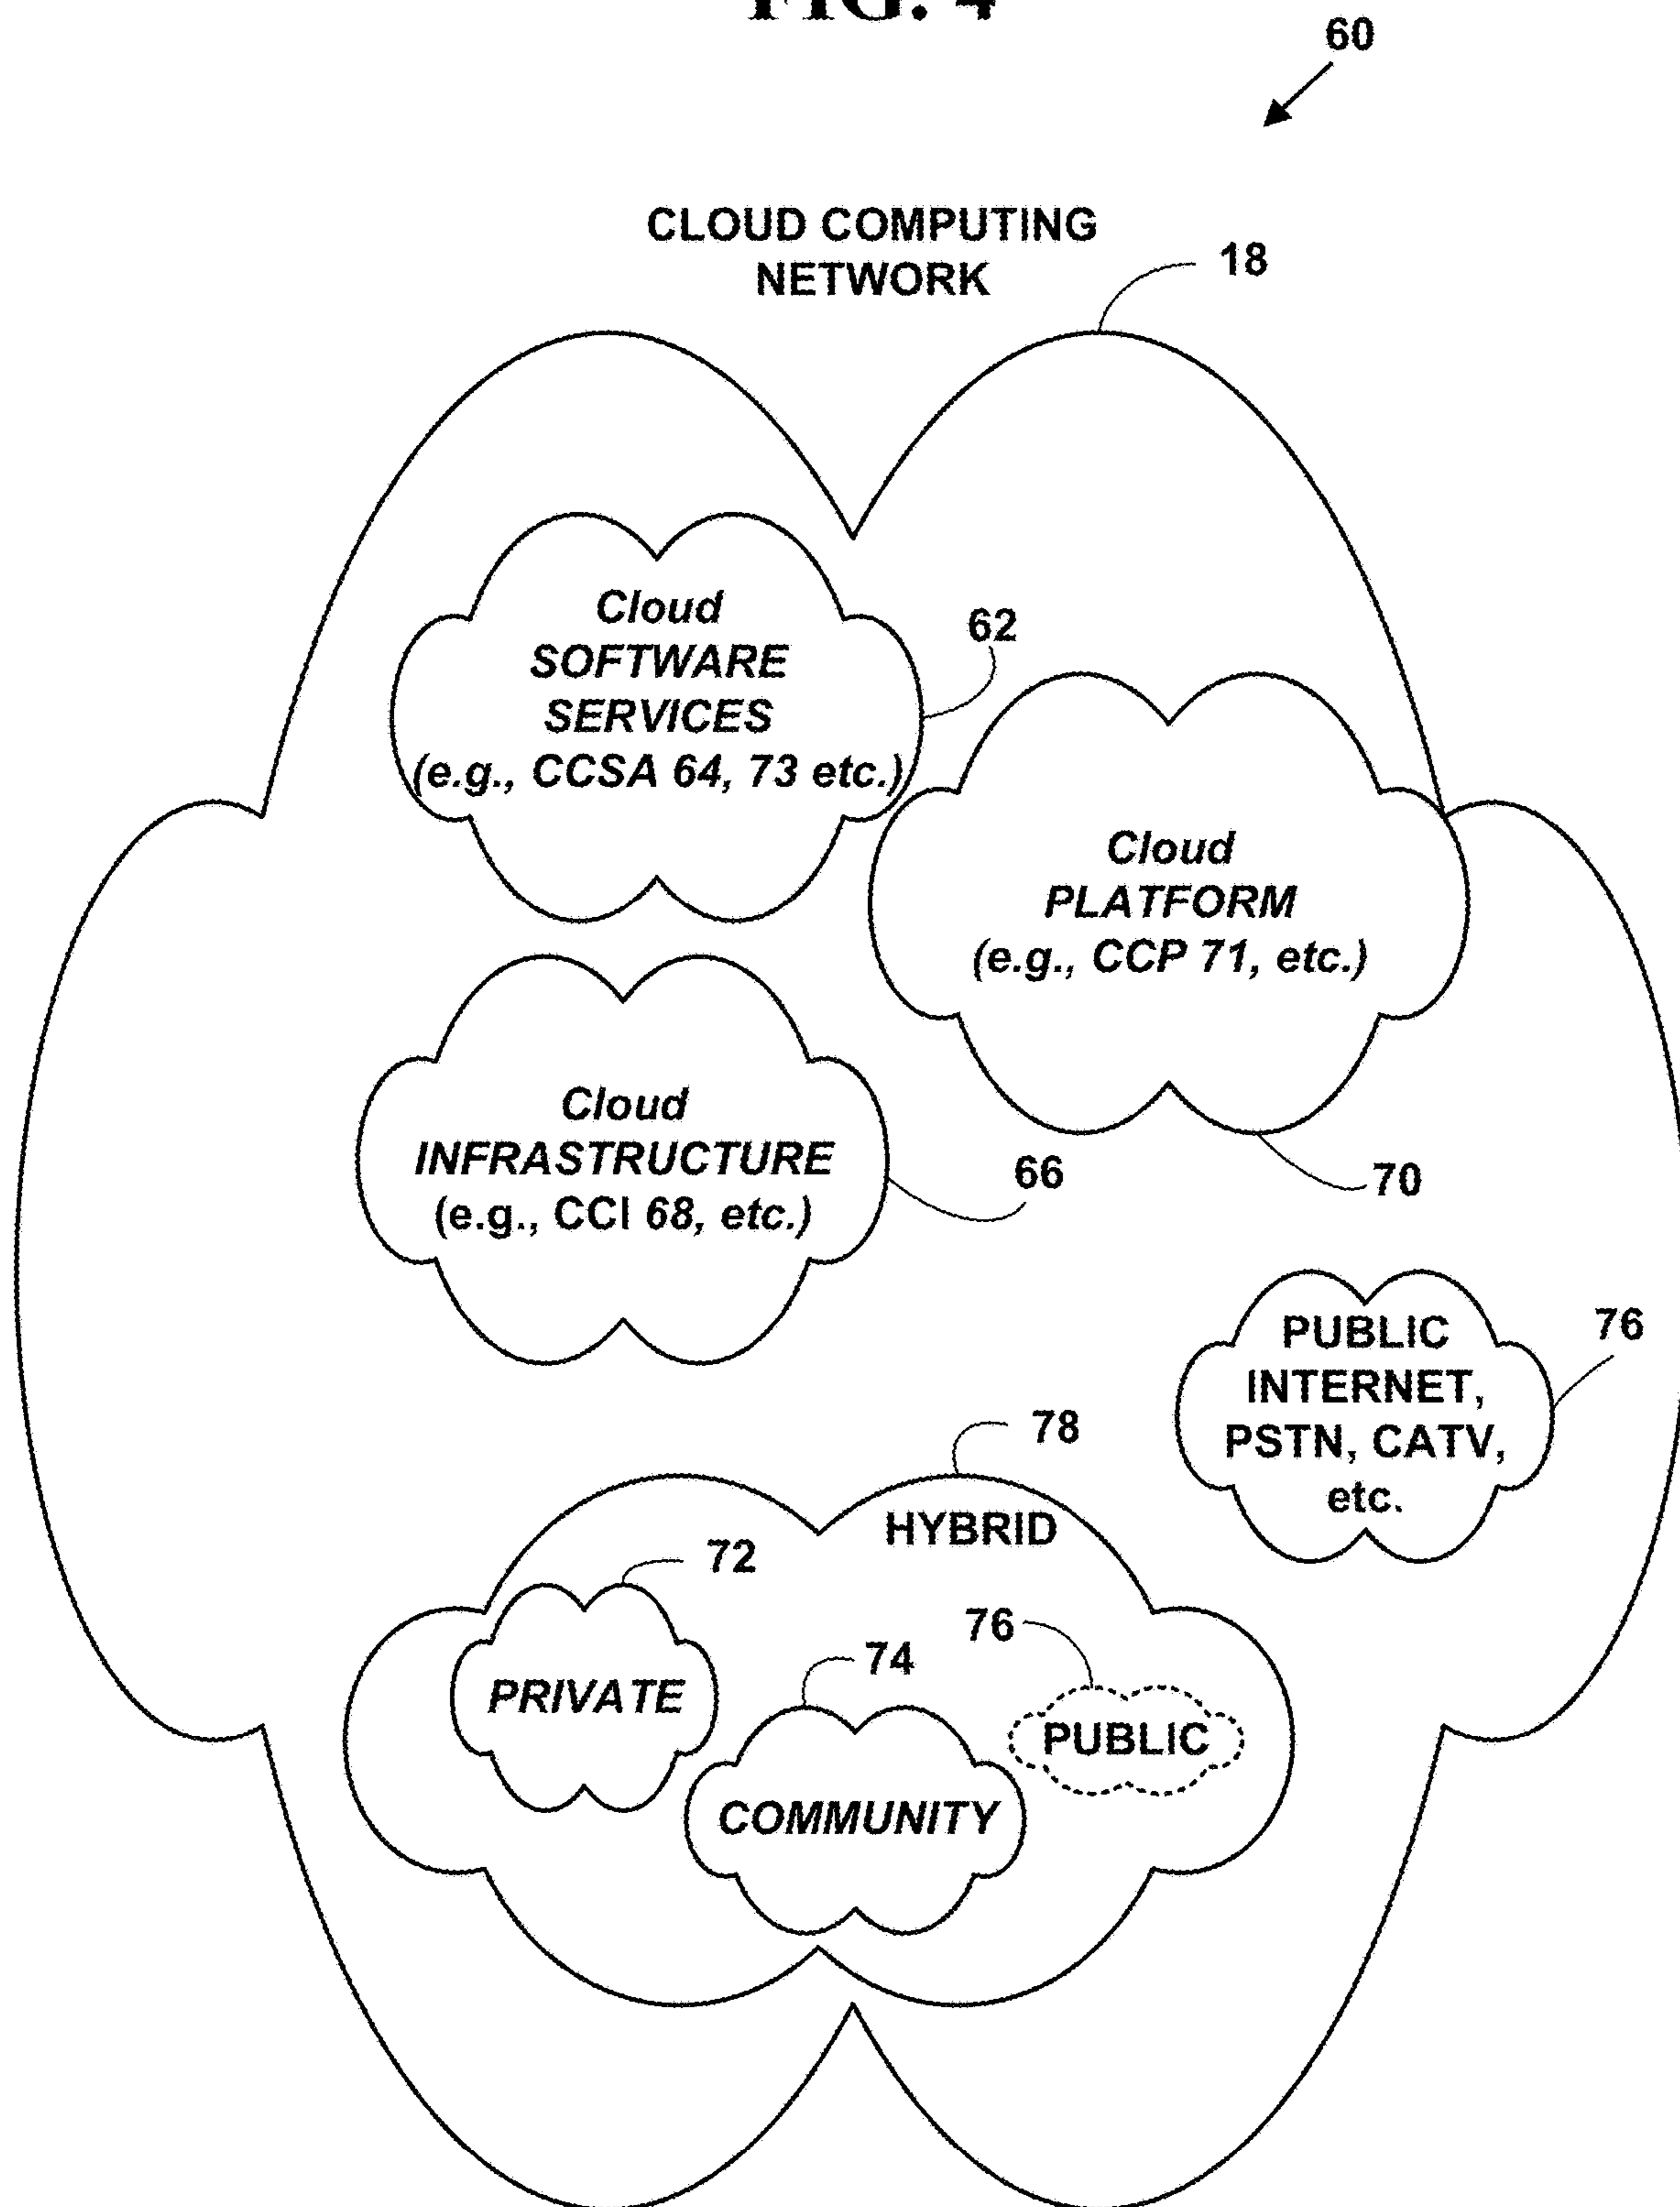 FIG. 4
60
CLOUD COMPUTING
NETWORK
18
Cloud
SOFTWARE
SERVICES
(e.g., CCSA 64, 73 etc.)
62
Cloud
PLATFORM
(e.g., CCP 71, etc.)
70
Cloud
INFRASTRUCTURE
(e.g., CCI 68, etc.)
66
PUBLIC
INTERNET,
PSTN, CATV,
etc.
76
78
HYBRID
72
PRIVATE
74
COMMUNITY
76
PUBLIC